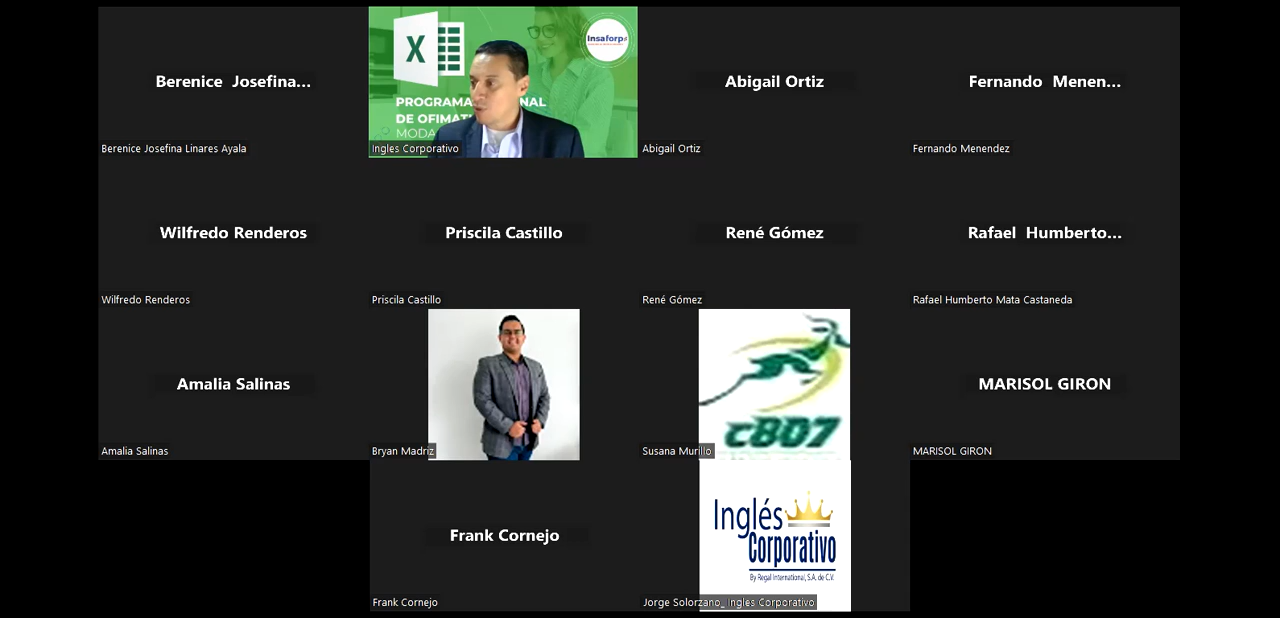 Berenice  Josefina...
Berenice Josefina Linares Ayala
X
Insaforp
PROGRAMA
NAL
DE OFIMATI
MODA
Ingles Corporativo
Abigail Ortiz
Abigail Ortiz
Fernando  Menen...
Fernando Menendez
Wilfredo Renderos
Wilfredo Renderos
Priscila Castillo
Priscila Castillo
René Gómez
René Gómez
Rafael  Humberto...
Rafael Humberto Mata Castaneda
Amalia Salinas
Amalia Salinas
Bryan Madriz
c807
Susana Murillo
MARISOL GIRON
MARISOL GIRON
Frank Cornejo
Frank Cornejo
Inglés
Corporativo
By Regal International, S.A. de C.V.
Jorge Solorzano_ Ingles Corporativo